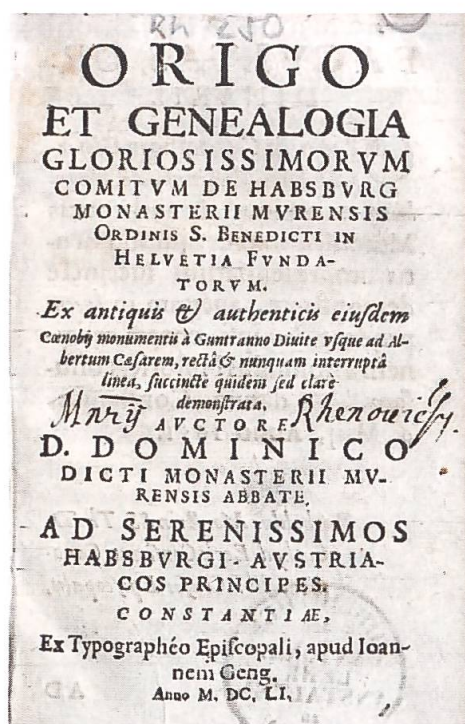 Rh 250
ORIGO
ET GENEALOGIA
GLORIOSISSIMORVM
COMITVM DE HABSBVRG
MONASTERII MVRENSIS
ORDINIS S. BENEDICTI IN
HELVETIA FVNDA-
TORVM.
Ex antiquis & authenticis eiusdem
Cœnobij monumentis à Guntranno Diuite vsque ad Al-
bertum Cæsarem, rectâ & nunquam interruptâ
linea, succinctè quidem sed clarè
demonstrata.
AVCTORE
D. DOMINICO
DICTI MONASTERII MV-
RENSIS ABBATE.
AD SERENISSIMOS
HABSBVRGI-AVSTRIA-
COS PRINCIPES.
CONSTANTIAE,
Ex Typographéo Episcopali, apud Ioan-
nem Geng.
Anno M. DC. LI.